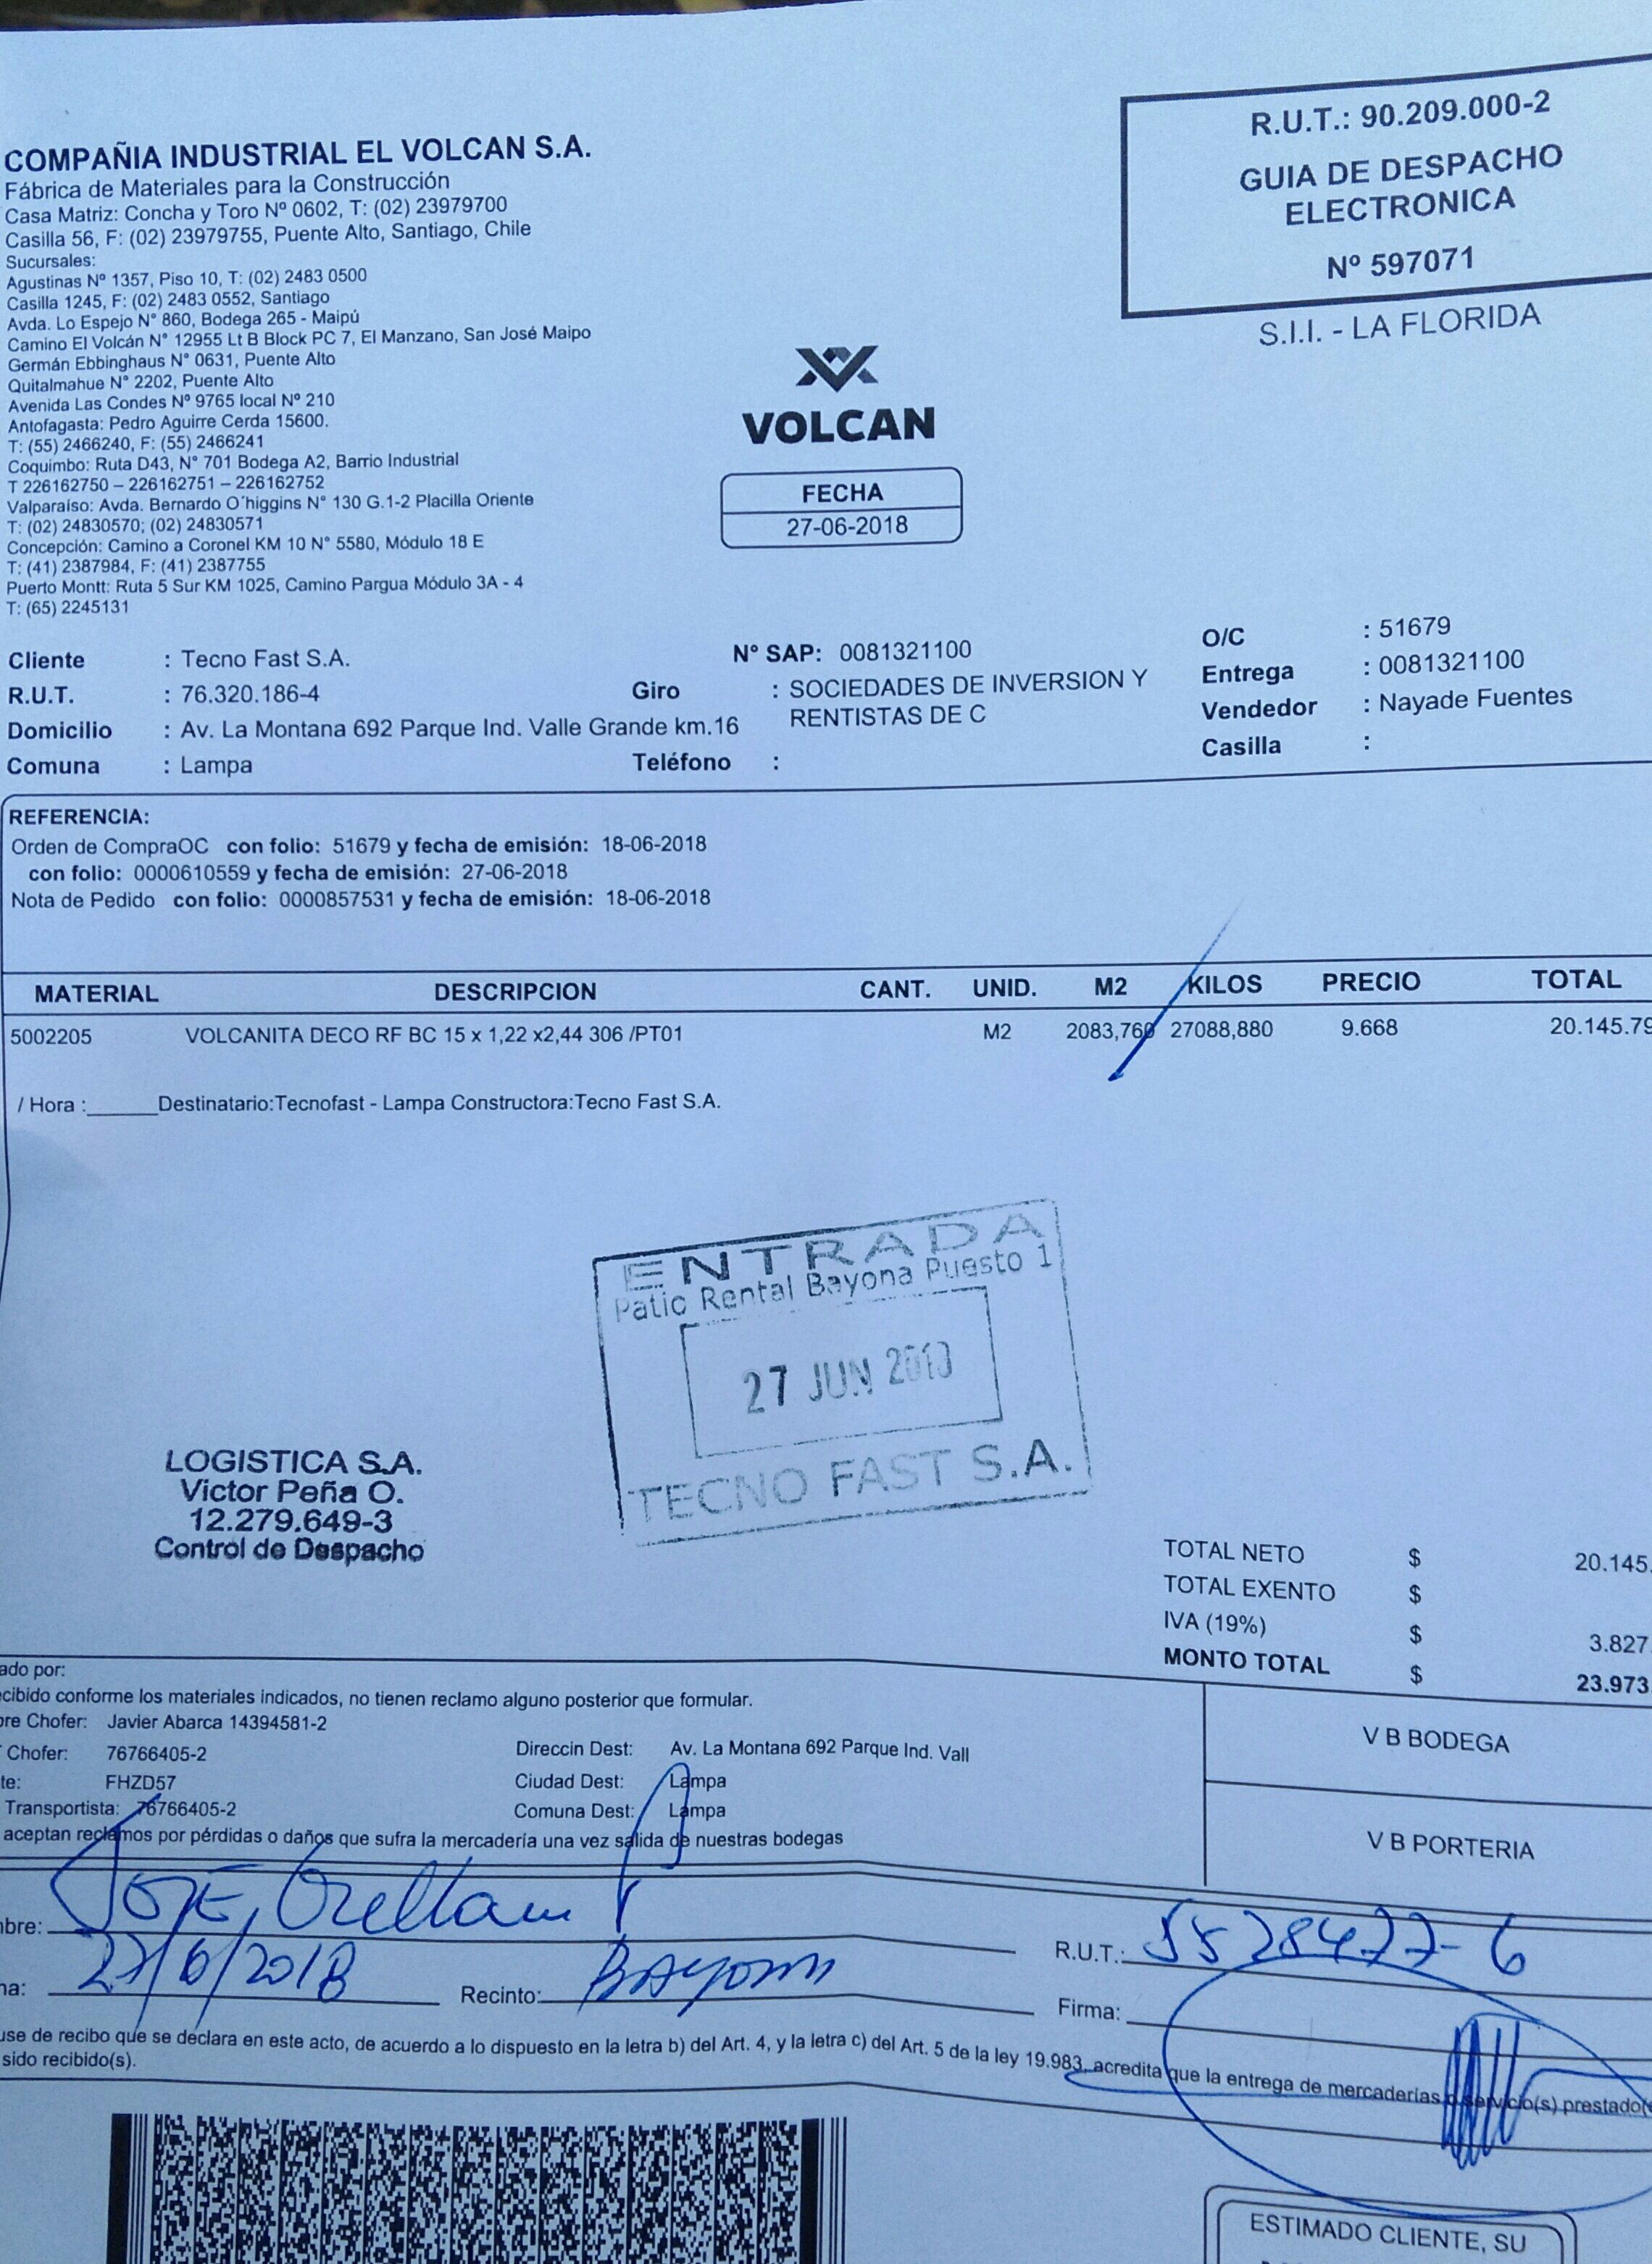 R.U.T.: 90.209.000-2
GUIA DE DESPACHO
ELECTRONICA
Nº 597071
S.I.I. - LA FLORIDA
COMPAÑIA INDUSTRIAL EL VOLCAN S.A.
Fábrica de Materiales para la Construcción
Casa Matriz: Concha y Toro Nº 0602, T: (02) 23979700
Casilla 56, F: (02) 23979755, Puente Alto, Santiago, Chile
Sucursales:
Agustinas Nº 1357, Piso 10, T: (02) 2483 0500
Casilla 1245, F: (02) 2483 0552, Santiago
Avda. Lo Espejo N° 860, Bodega 265 - Maipú
Camino El Volcán N° 12955 Lt B Block PC 7, El Manzano, San José Maipo
Germán Ebbinghaus N° 0631, Puente Alto
Quitalmahue N° 2202, Puente Alto
Avenida Las Condes Nº 9765 local Nº 210
Antofagasta: Pedro Aguirre Cerda 15600.
T: (55) 2466240, F: (55) 2466241
Coquimbo: Ruta D43, N° 701 Bodega A2, Barrio Industrial
T 226162750 – 226162751 – 226162752
Valparaíso: Avda. Bernardo O´higgins N° 130 G.1-2 Placilla Oriente
T: (02) 24830570; (02) 24830571
Concepción: Camino a Coronel KM 10 N° 5580, Módulo 18 E
T: (41) 2387984, F: (41) 2387755
Puerto Montt: Ruta 5 Sur KM 1025, Camino Pargua Módulo 3A - 4
T: (65) 2245131
VOLCAN
FECHA
27-06-2018
Cliente : Tecno Fast S.A.
R.U.T. : 76.320.186-4
Domicilio : Av. La Montana 692 Parque Ind. Valle Grande km.16
Comuna : Lampa
N° SAP: 0081321100
Giro : SOCIEDADES DE INVERSION Y
RENTISTAS DE C
Teléfono :
O/C : 51679
Entrega : 0081321100
Vendedor : Nayade Fuentes
Casilla :
REFERENCIA:
Orden de CompraOC con folio: 51679 y fecha de emisión: 18-06-2018
con folio: 0000610559 y fecha de emisión: 27-06-2018
Nota de Pedido con folio: 0000857531 y fecha de emisión: 18-06-2018
MATERIAL DESCRIPCION CANT. UNID. M2 KILOS PRECIO TOTAL
5002205 VOLCANITA DECO RF BC 15 x 1,22 x2,44 306 /PT01 M2 2083,760 27088,880 9.668 20.145.79
/ Hora :______Destinatario:Tecnofast - Lampa Constructora:Tecno Fast S.A.
ENTRADA
Patio Rental Bayona Puesto 1
27 JUN
TECNO FAST S.A.
LOGISTICA S.A.
Victor Peña O.
12.279.649-3
Control de Despacho
TOTAL NETO $ 20.145.
TOTAL EXENTO $
IVA (19%) $ 3.827.
MONTO TOTAL $ 23.973.
ado por:
cibido conforme los materiales indicados, no tienen reclamo alguno posterior que formular.
re Chofer: Javier Abarca 14394581-2
Chofer: 76766405-2
te: FHZD57
Transportista: 76766405-2
Direccin Dest: Av. La Montana 692 Parque Ind. Vall
Ciudad Dest: Lampa
Comuna Dest: Lampa
aceptan reclamos por pérdidas o daños que sufra la mercadería una vez salida de nuestras bodegas
V B BODEGA
V B PORTERIA
bre: JOSE Orellana
R.U.T.: 5528477-6
a: 27/6/2018
Recinto: BAyona
Firma:
use de recibo que se declara en este acto, de acuerdo a lo dispuesto en la letra b) del Art. 4, y la letra c) del Art. 5 de la ley 19.983, acredita que la entrega de mercaderías o servicio(s) prestado(
sido recibido(s).
ESTIMADO CLIENTE, SU